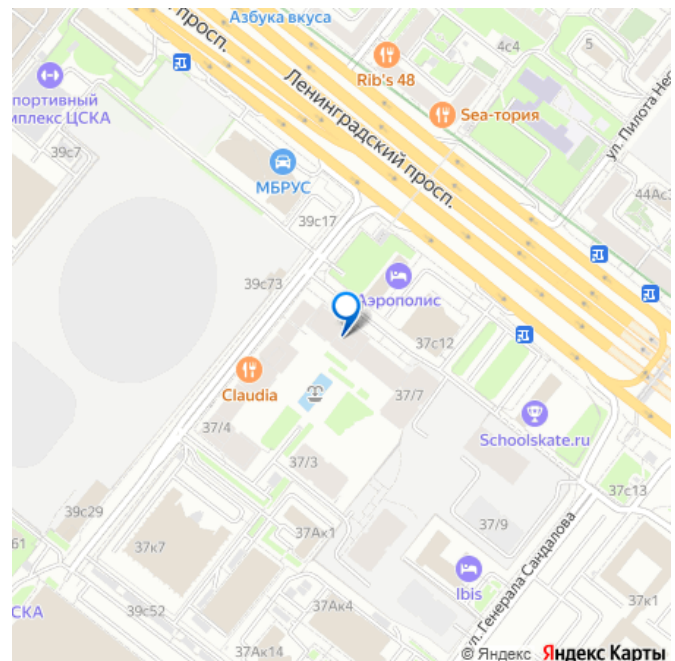 Азбука вкуса
просп.
Ленинградский просп.
Rib's 48
Sea-тория
4с4
5
ул. Пилота Не
портивный
мплекс ЦСКА
39с7
МБРУС
44Ас
39с17
39с73
Аэрополис
37с12
Claudia
37/7
37/4
Schoolskate.ru
37/3
37с13
39с29
37/9
37Ак1
37к7
61
ул. Генерала Сандалова
Ibis
37к1
СКА
39с52
37Ак4
37Ак14
© Яндекс Яндекс Карты